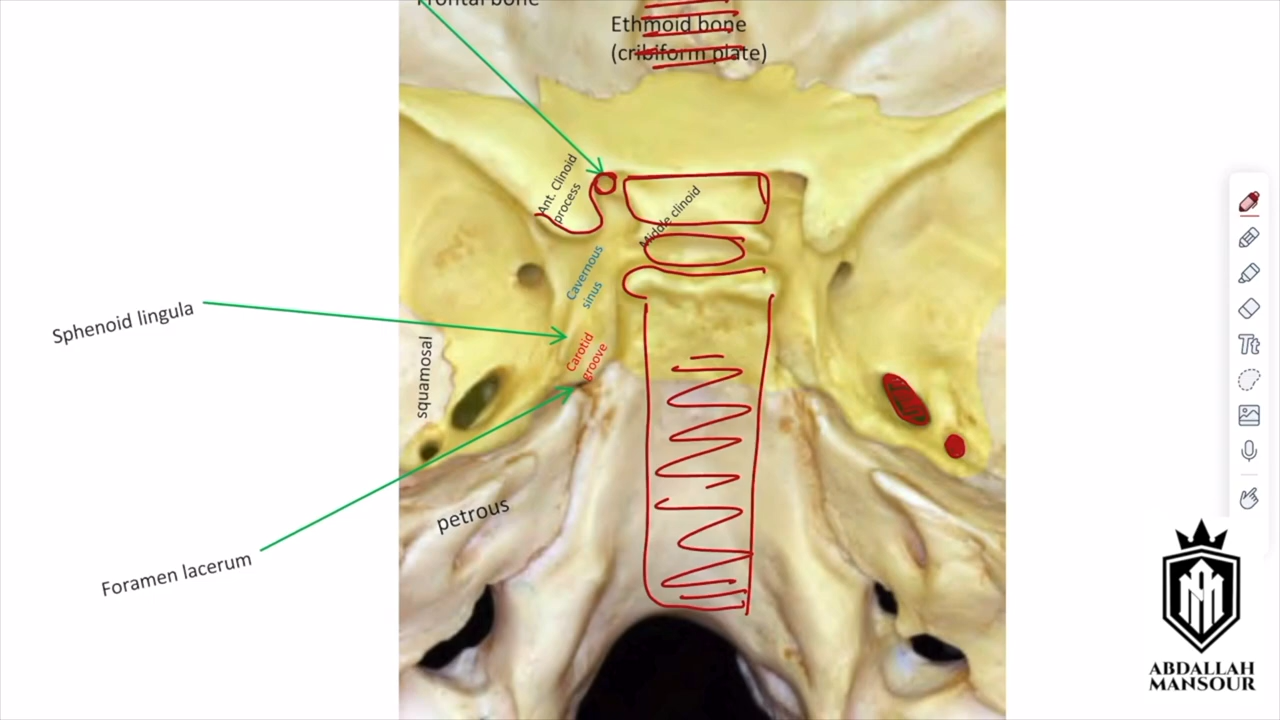 Frontal bone
Ethmoid bone
(cribiform plate)
Ant. Clinoid
process
Middle clinoid
Cavernous
sinus
Sphenoid lingula
Carotid
groove
squamosal
petrous
Foramen lacerum
Tt
ABDALLAH
MANSOUR